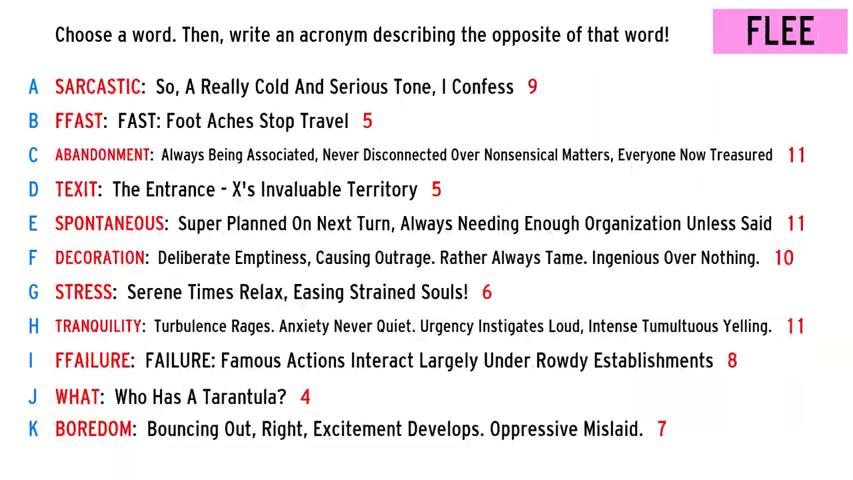 Choose a word. Then, write an acronym describing the opposite of that word!
FLEE
A SARCASTIC: So, A Really Cold And Serious Tone, I Confess 9
B FFAST: FAST: Foot Aches Stop Travel 5
C ABANDONMENT: Always Being Associated, Never Disconnected Over Nonsensical Matters, Everyone Now Treasured 11
D TEXIT: The Entrance - X's Invaluable Territory 5
E SPONTANEOUS: Super Planned On Next Turn, Always Needing Enough Organization Unless Said 11
F DECORATION: Deliberate Emptiness, Causing Outrage. Rather Always Tame. Ingenious Over Nothing. 10
G STRESS: Serene Times Relax, Easing Strained Souls! 6
H TRANQUILITY: Turbulence Rages. Anxiety Never Quiet. Urgency Instigates Loud, Intense Tumultuous Yelling. 11
I FFAILURE: FAILURE: Famous Actions Interact Largely Under Rowdy Establishments 8
J WHAT: Who Has A Tarantula? 4
K BOREDOM: Bouncing Out, Right, Excitement Develops. Oppressive Mislaid. 7